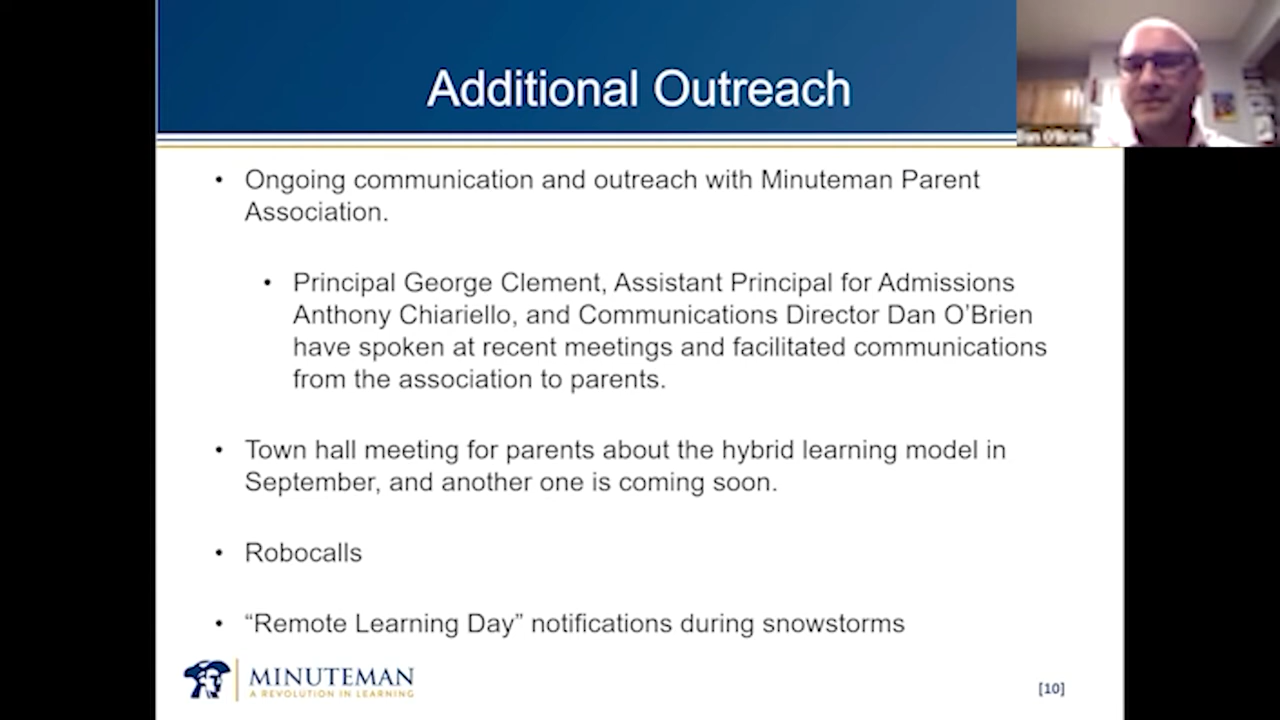 Additional Outreach
Dan O'Brien
• Ongoing communication and outreach with Minuteman Parent
Association.
• Principal George Clement, Assistant Principal for Admissions
Anthony Chiariello, and Communications Director Dan O’Brien
have spoken at recent meetings and facilitated communications
from the association to parents.
• Town hall meeting for parents about the hybrid learning model in
September, and another one is coming soon.
• Robocalls
• “Remote Learning Day” notifications during snowstorms
MINUTEMAN
A REVOLUTION IN LEARNING
[10]